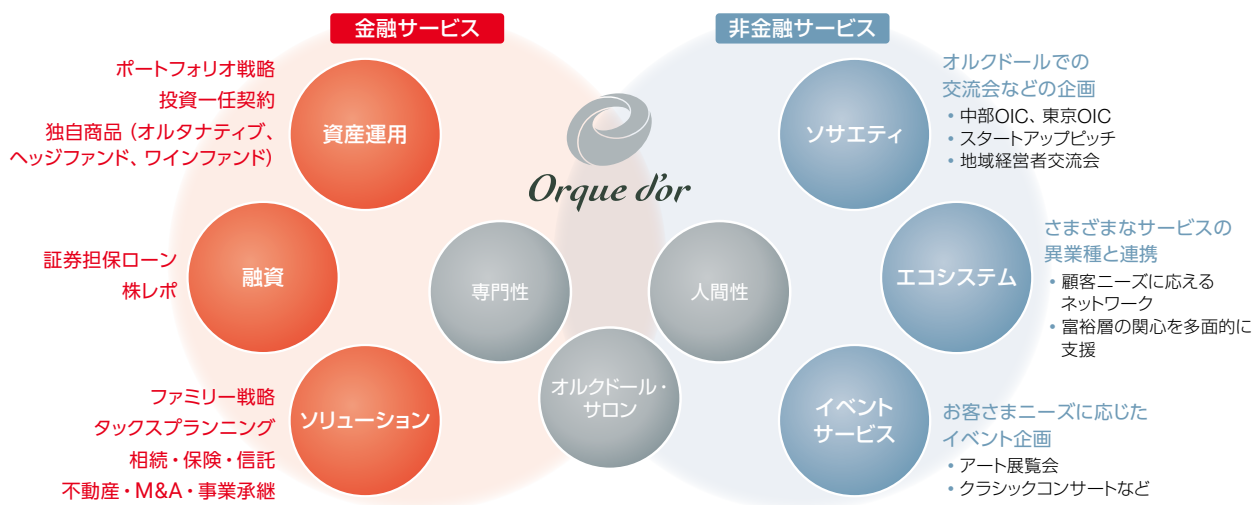 金融サービス
ポートフォリオ戦略
投資一任契約
独自商品（オルタナティブ、
ヘッジファンド、ワインファンド）
資産運用
証券担保ローン
株レポ
融資
ファミリー戦略
タックスプランニング
相続・保険・信託
不動産・M&A・事業承継
ソリューション
Orque d'or
専門性
人間性
オルクドール・
サロン
非金融サービス
ソサエティ
オルクドールでの
交流会などの企画
・中部OIC、東京OIC
・スタートアップピッチ
・地域経営者交流会
エコシステム
さまざまなサービスの
異業種と連携
・顧客ニーズに応える
ネットワーク
・富裕層の関心を多面的に
支援
イベント
サービス
お客さまニーズに応じた
イベント企画
・アート展覧会
・クラシックコンサートなど